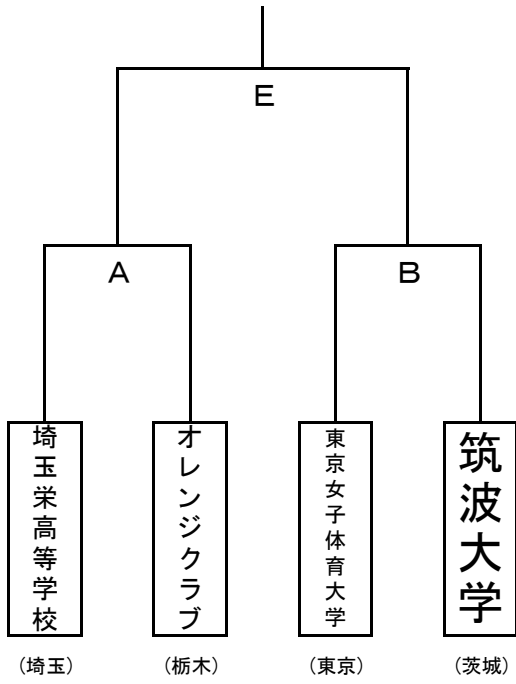 E
A
B
埼玉栄高等学校
オレンジクラブ
東京女子体育大学
筑波大学
（埼玉）
（栃木）
（東京）
（茨城）